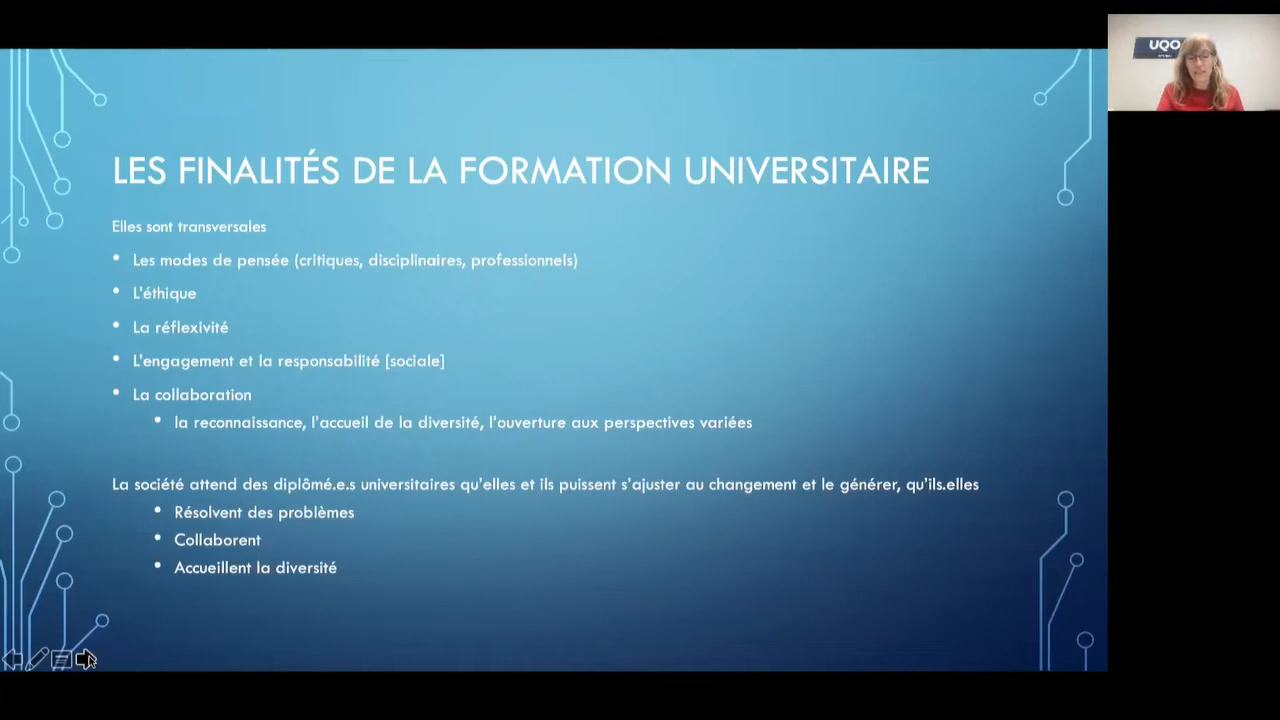 UQO
LES FINALITÉS DE LA FORMATION UNIVERSITAIRE
Elles sont transversales
• Les modes de pensée (critiques, disciplinaires, professionnels)
• L'éthique
• La réflexivité
• L'engagement et la responsabilité [sociale]
• La collaboration
• la reconnaissance, l'accueil de la diversité, l'ouverture aux perspectives variées
La société attend des diplômé.e.s universitaires qu'elles et ils puissent s'ajuster au changement et le générer, qu'ils.elles
• Résolvent des problèmes
• Collaborent
• Accueillent la diversité